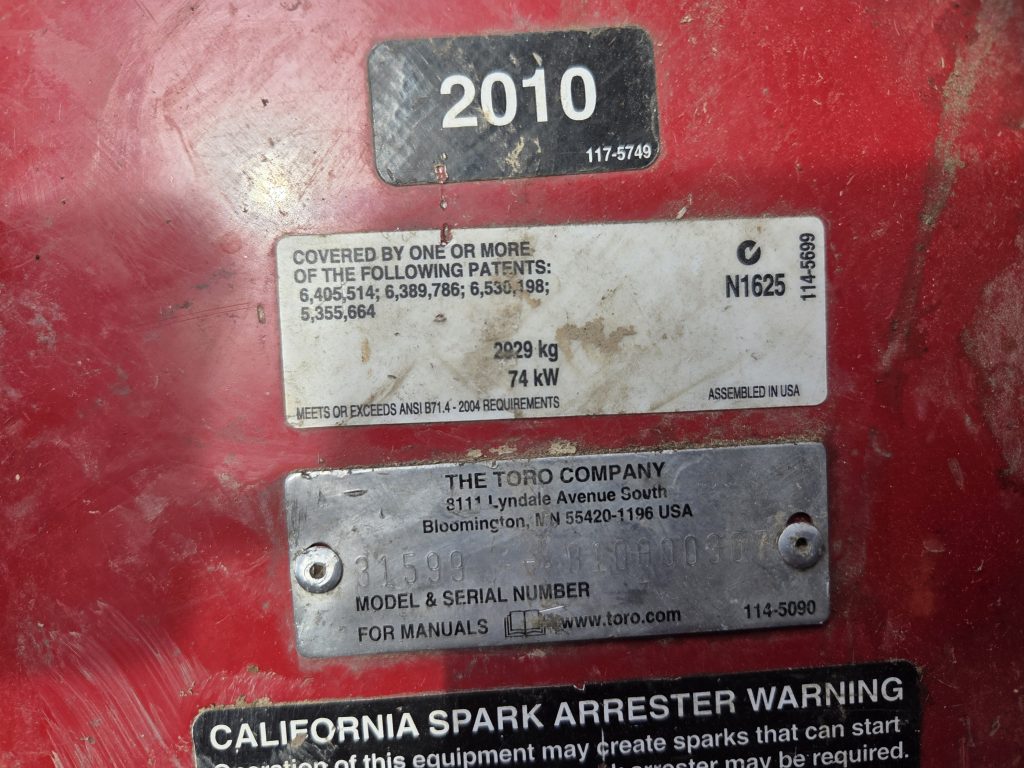 2010
117-5749
COVERED BY ONE OR MORE
OF THE FOLLOWING PATENTS:
6,405,514; 6,389,786; 6,530,198;
5,355,664
N1625
114-5699
2929 kg
74 kW
MEETS OR EXCEEDS ANSI B71.4 - 2004 REQUIREMENTS
ASSEMBLED IN USA
THE TORO COMPANY
8111 Lyndale Avenue South
Bloomington, MN 55420-1196 USA
31599
MODEL & SERIAL NUMBER
FOR MANUALS www.toro.com
114-5090
CALIFORNIA SPARK ARRESTER WARNING
Operation of this equipment may create sparks that can start
arrester may be required.